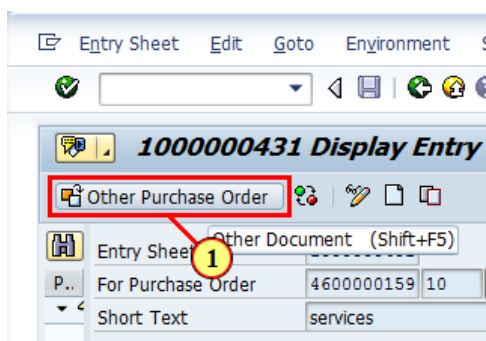 Entry Sheet Edit Goto Environment
1000000431 Display Entry
Other Purchase Order
Other Document (Shift+F5)
Entry Sheet
1
P.. For Purchase Order 4600000159 10
Short Text services